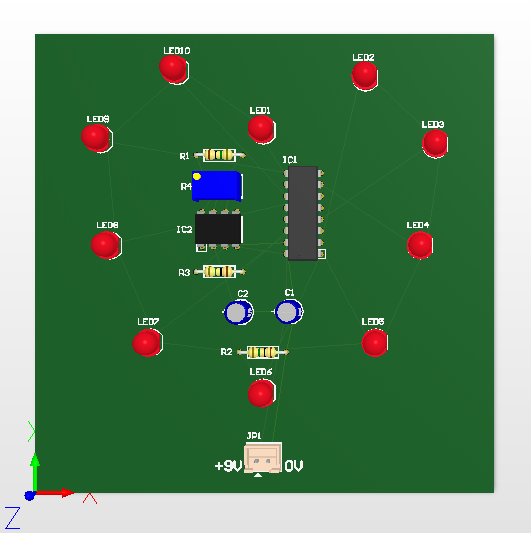 LED10
LED2
LED9
LED1
LED3
R1
IC1
R4
IC2
LED8
LED4
R3
C2
C1
LED7
LED5
R2
LED6
JP1
+9V
0V
Y
X
Z